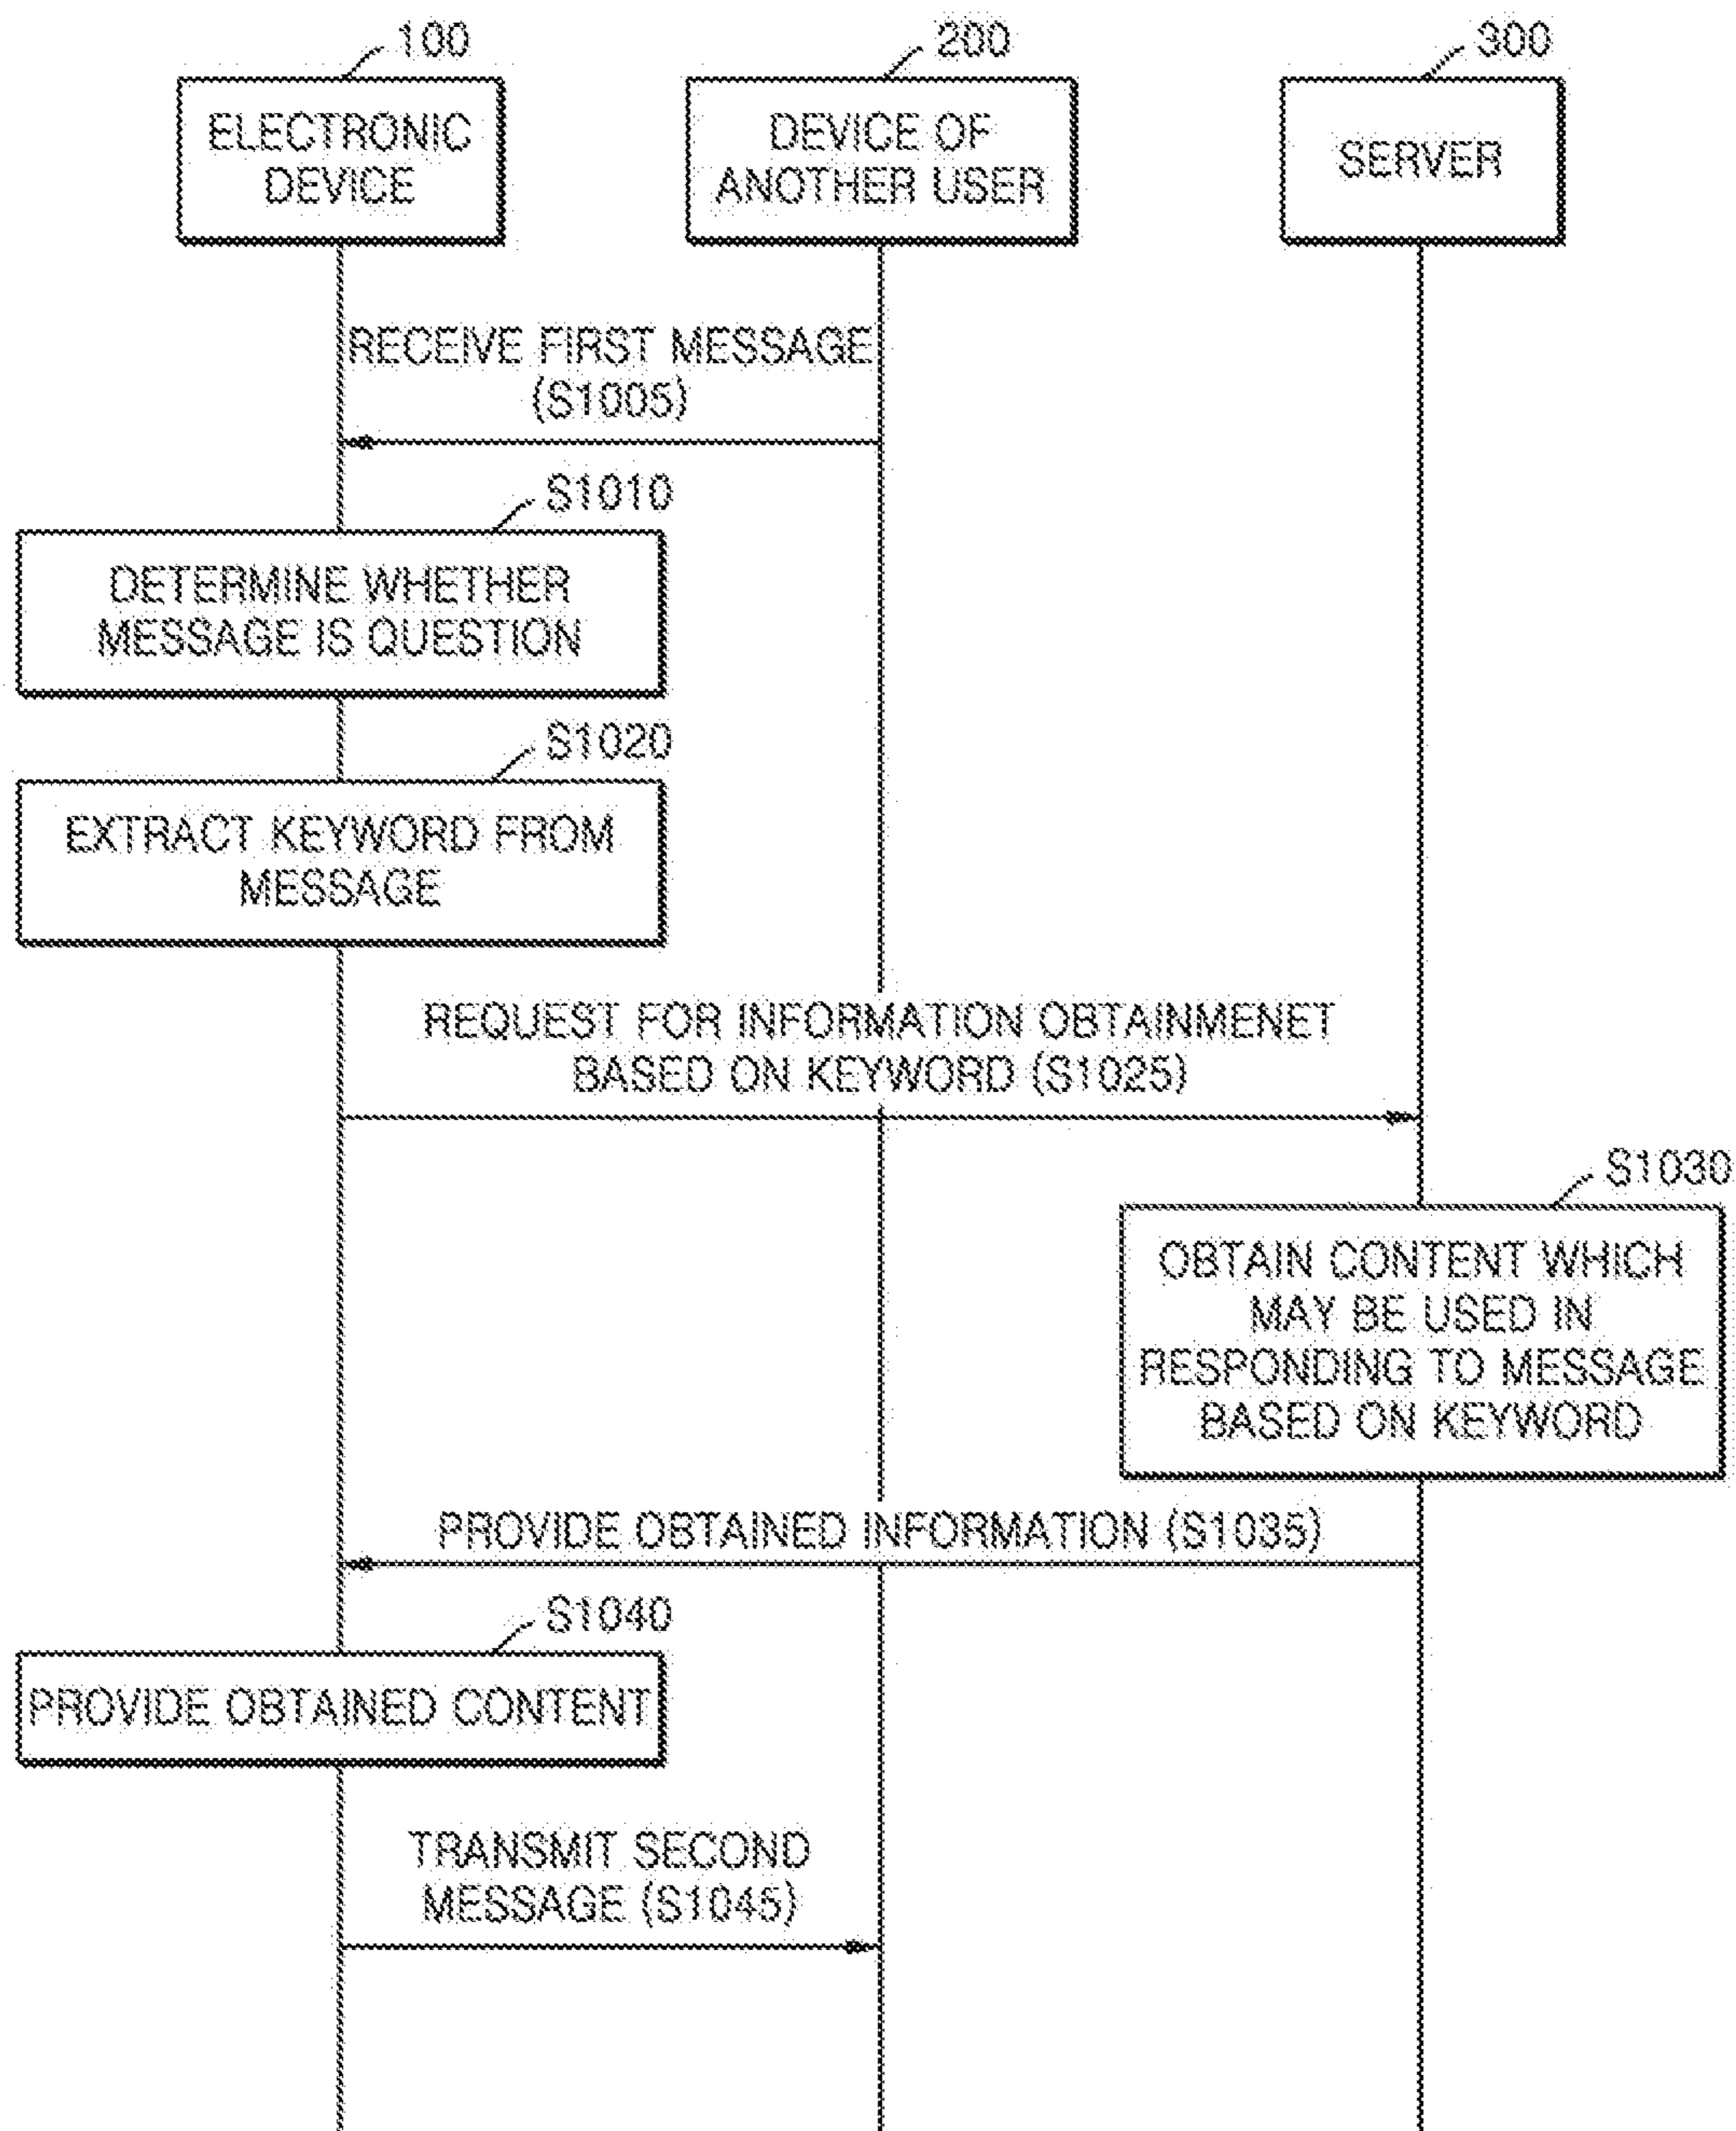 100
200
300
ELECTRONIC
DEVICE
DEVICE OF
ANOTHER USER
SERVER
RECEIVE FIRST MESSAGE
(S1005)
S1010
DETERMINE WHETHER
MESSAGE IS QUESTION
S1020
EXTRACT KEYWORD FROM
MESSAGE
REQUEST FOR INFORMATION OBTAINMENET
BASED ON KEYWORD (S1025)
S1030
OBTAIN CONTENT WHICH
MAY BE USED IN
RESPONDING TO MESSAGE
BASED ON KEYWORD
PROVIDE OBTAINED INFORMATION (S1035)
S1040
PROVIDE OBTAINED CONTENT
TRANSMIT SECOND
MESSAGE (S1045)